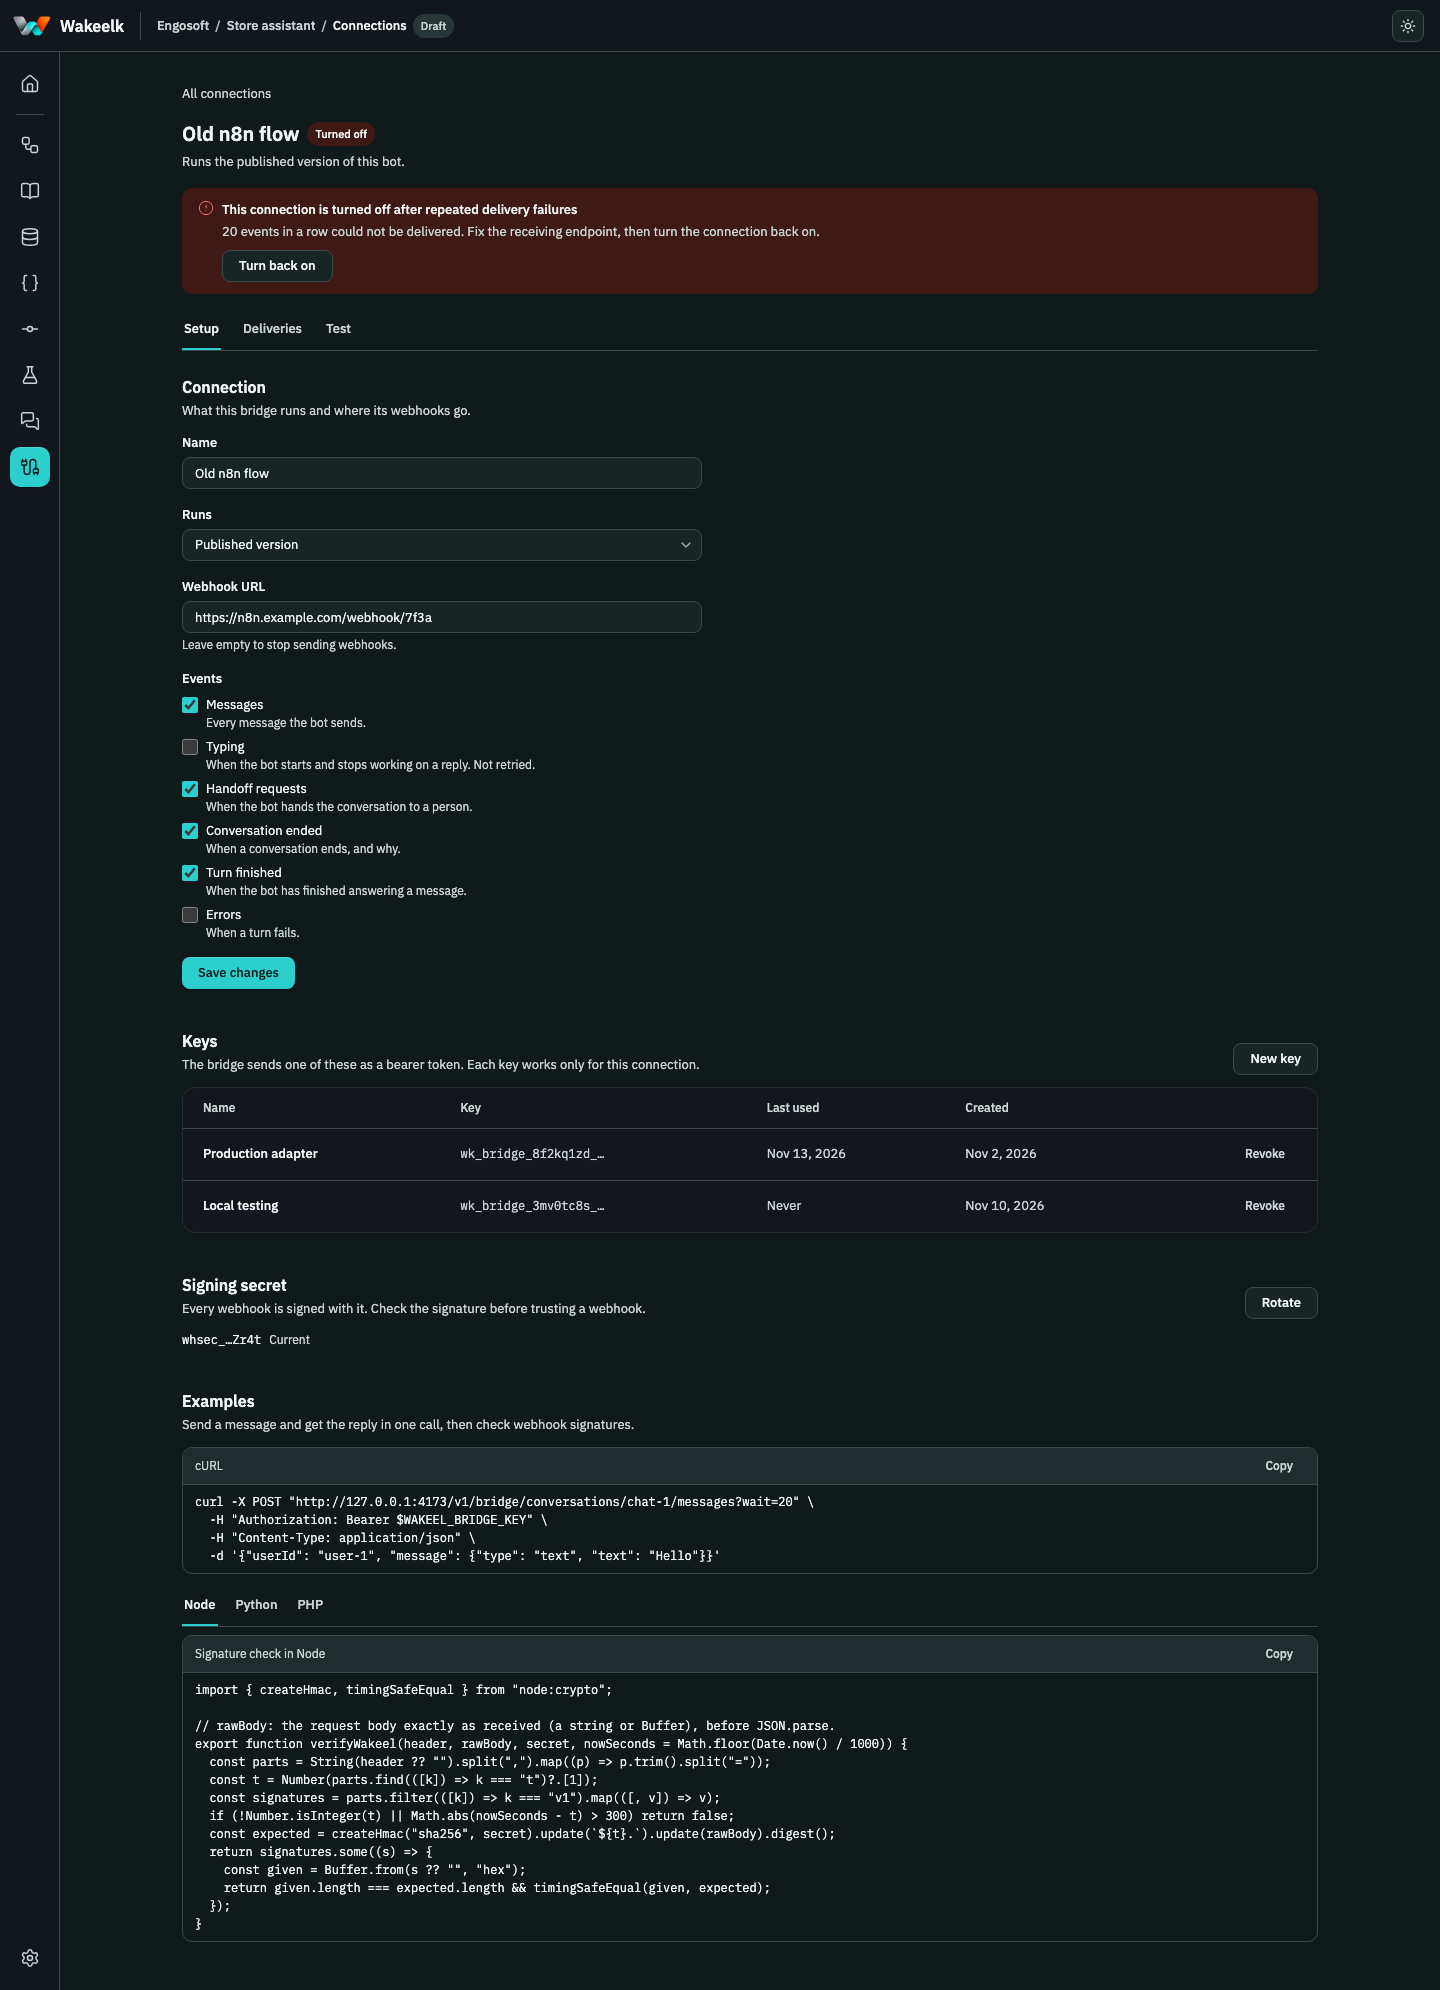 Wakeelk
Engosoft / Store assistant / Connections Draft
All connections
Old n8n flow Turned off
Runs the published version of this bot.
This connection is turned off after repeated delivery failures
20 events in a row could not be delivered. Fix the receiving endpoint, then turn the connection back on.
Turn back on
Setup Deliveries Test
Connection
What this bridge runs and where its webhooks go.
Name
Old n8n flow
Runs
Published version
Webhook URL
https://n8n.example.com/webhook/7f3a
Leave empty to stop sending webhooks.
Events
Messages
Every message the bot sends.
Typing
When the bot starts and stops working on a reply. Not retried.
Handoff requests
When the bot hands the conversation to a person.
Conversation ended
When a conversation ends, and why.
Turn finished
When the bot has finished answering a message.
Errors
When a turn fails.
Save changes
Keys
The bridge sends one of these as a bearer token. Each key works only for this connection.
New key
Name Key Last used Created
Production adapter wk_bridge_8f2kq1zd_… Nov 13, 2026 Nov 2, 2026 Revoke
Local testing wk_bridge_3mv0tc8s_… Never Nov 10, 2026 Revoke
Signing secret
Every webhook is signed with it. Check the signature before trusting a webhook.
Rotate
whsec_…Zr4t Current
Examples
Send a message and get the reply in one call, then check webhook signatures.
cURL Copy
curl -X POST "http://127.0.0.1:4173/v1/bridge/conversations/chat-1/messages?wait=20" \
  -H "Authorization: Bearer $WAKEEL_BRIDGE_KEY" \
  -H "Content-Type: application/json" \
  -d '{"userId": "user-1", "message": {"type": "text", "text": "Hello"}}'
Node Python PHP
Signature check in Node Copy
import { createHmac, timingSafeEqual } from "node:crypto";
// rawBody: the request body exactly as received (a string or Buffer), before JSON.parse.
export function verifyWakeel(header, rawBody, secret, nowSeconds = Math.floor(Date.now() / 1000)) {
  const parts = String(header ?? "").split(",").map((p) => p.trim().split("="));
  const t = Number(parts.find(([k]) => k === "t")?.[1]);
  const signatures = parts.filter(([k]) => k === "v1").map(([, v]) => v);
  if (!Number.isInteger(t) || Math.abs(nowSeconds - t) > 300) return false;
  const expected = createHmac("sha256", secret).update(`${t}.`).update(rawBody).digest();
  return signatures.some((s) => {
    const given = Buffer.from(s ?? "", "hex");
    return given.length === expected.length && timingSafeEqual(given, expected);
  });
}